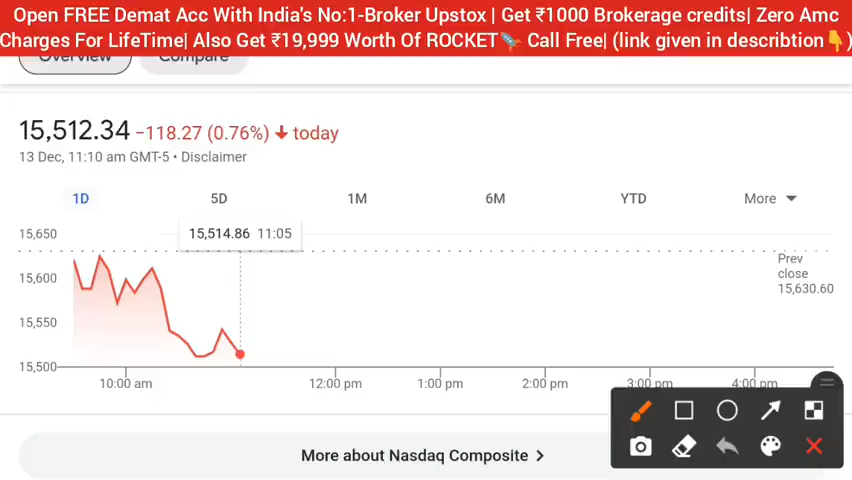 Open FREE Demat Acc With India's No:1-Broker Upstox | Get ₹1000 Brokerage credits| Zero Amc
Charges For LifeTime| Also Get ₹19,999 Worth Of ROCKET🚀 Call Free| (link given in describtion👇)
Overview Compare
15,512.34 −118.27 (0.76%) ↓ today
13 Dec, 11:10 am GMT-5 • Disclaimer
1D 5D 1M 6M YTD More
15,650
15,514.86 11:05
Prev
close
15,630.60
15,600
15,550
15,500
10:00 am 12:00 pm 1:00 pm 2:00 pm 3:00 pm 4:00 pm
More about Nasdaq Composite >